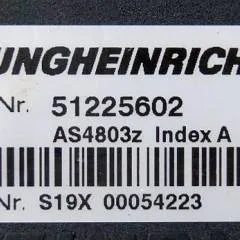 UNGHEINRICH
Nr. 51225602
AS4803z Index A
Nr. S19X 00054223